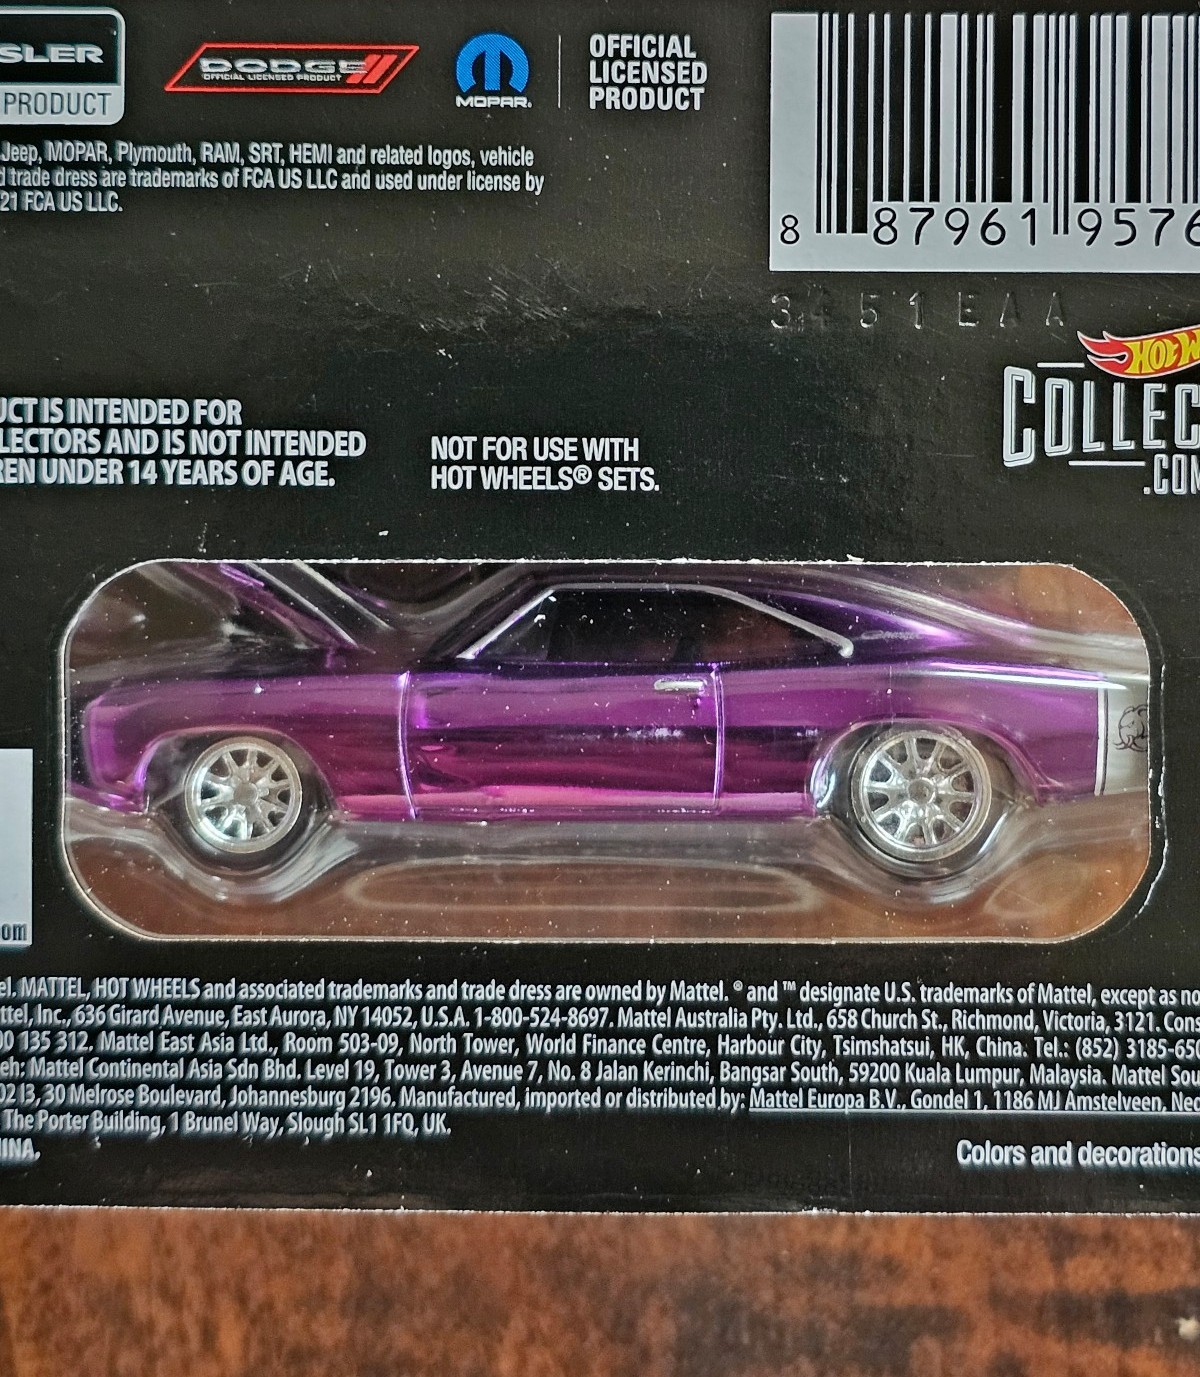 SLER
PRODUCT
DODGE
OFFICIAL LICENSED PRODUCT
MOPAR®
OFFICIAL
LICENSED
PRODUCT
Jeep, MOPAR, Plymouth, RAM, SRT, HEMI and related logos, vehicle
d trade dress are trademarks of FCA US LLC and used under license by
21 FCA US LLC.
8 87961 9576
3451EAA
HOT W
COLLEC
.COM
UCT IS INTENDED FOR
LECTORS AND IS NOT INTENDED
REN UNDER 14 YEARS OF AGE.
NOT FOR USE WITH
HOT WHEELS® SETS.
om
el. MATTEL, HOT WHEELS and associated trademarks and trade dress are owned by Mattel. ® and ™ designate U.S. trademarks of Mattel, except as no
ttel, Inc., 636 Girard Avenue, East Aurora, NY 14052, U.S.A. 1-800-524-8697. Mattel Australia Pty. Ltd., 658 Church St., Richmond, Victoria, 3121. Con
00 135 312. Mattel East Asia Ltd., Room 503-09, North Tower, World Finance Centre, Harbour City, Tsimshatsui, HK, China. Tel.: (852) 3185-650
eh: Mattel Continental Asia Sdn Bhd. Level 19, Tower 3, Avenue 7, No. 8 Jalan Kerinchi, Bangsar South, 59200 Kuala Lumpur, Malaysia. Mattel Sou
02I3, 30 Melrose Boulevard, Johannesburg 2196. Manufactured, imported or distributed by: Mattel Europa B.V., Gondel 1, 1186 MJ Amstelveen, Ned
The Porter Building, 1 Brunel Way, Slough SL1 1FQ, UK.
INA.
Colors and decorations